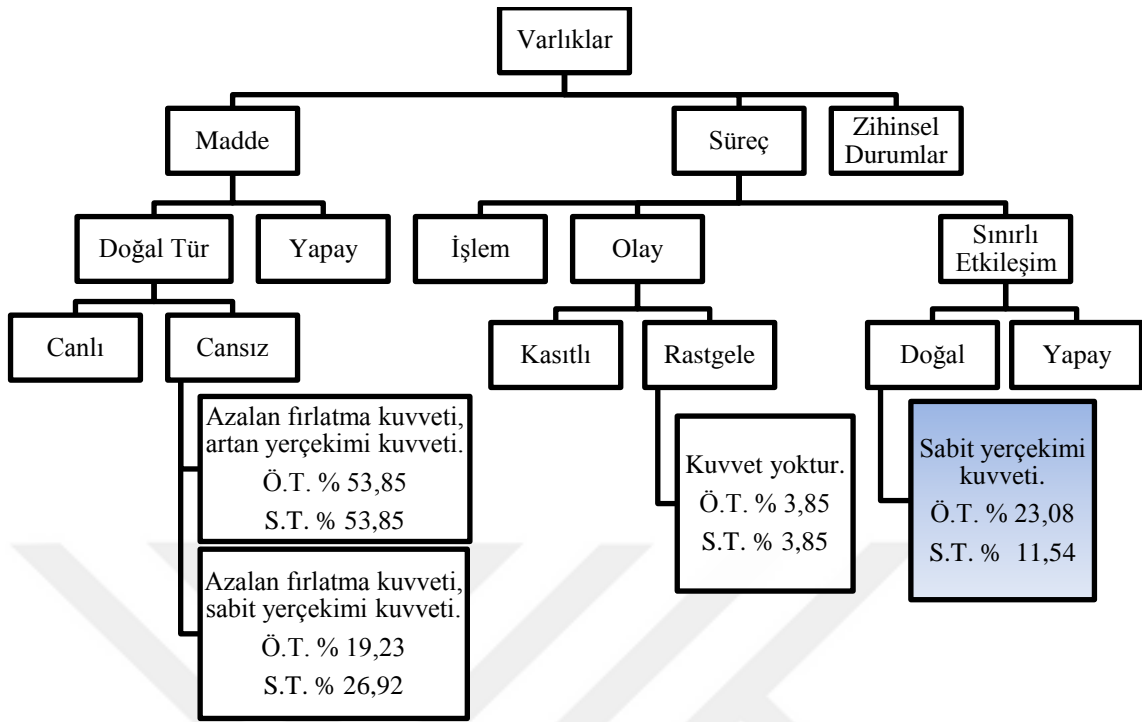 Varlıklar
Madde
Süreç
Zihinsel
Durumlar
Doğal Tür
Yapay
İşlem
Olay
Sınırlı
Etkileşim
Canlı
Cansız
Kasıtlı
Rastgele
Doğal
Yapay
Azalan fırlatma kuvveti,
artan yerçekimi kuvveti.
Ö.T. % 53,85
S.T. % 53,85
Azalan fırlatma kuvveti,
sabit yerçekimi kuvveti.
Ö.T. % 19,23
S.T. % 26,92
Kuvvet yoktur.
Ö.T. % 3,85
S.T. % 3,85
Sabit yerçekimi
kuvveti.
Ö.T. % 23,08
S.T. % 11,54